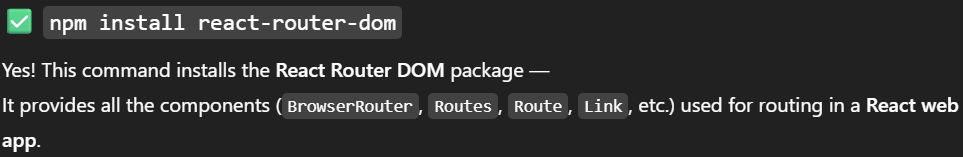 ✅ npm install react-router-dom
Yes! This command installs the React Router DOM package —
It provides all the components (BrowserRouter, Routes, Route, Link, etc.) used for routing in a React web
app.